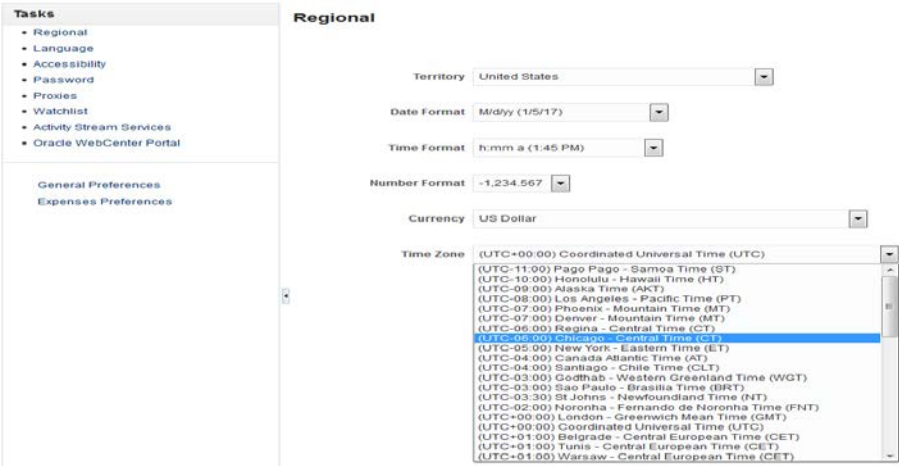 Tasks
• Regional
• Language
• Accessibility
• Password
• Proxies
• Watchlist
• Activity Stream Services
• Oracle WebCenter Portal
General Preferences
Expenses Preferences
Regional
Territory United States
Date Format M/d/yy (1/5/17)
Time Format h:mm a (1:45 PM)
Number Format -1,234.567
Currency US Dollar
Time Zone (UTC+00:00) Coordinated Universal Time (UTC)
(UTC-11:00) Pago Pago - Samoa Time (ST)
(UTC-10:00) Honolulu - Hawaii Time (HT)
(UTC-09:00) Alaska Time (AKT)
(UTC-08:00) Los Angeles - Pacific Time (PT)
(UTC-07:00) Phoenix - Mountain Time (MT)
(UTC-07:00) Denver - Mountain Time (MT)
(UTC-06:00) Regina - Central Time (CT)
(UTC-06:00) Chicago - Central Time (CT)
(UTC-05:00) New York - Eastern Time (ET)
(UTC-04:00) Canada Atlantic Time (AT)
(UTC-04:00) Santiago - Chile Time (CLT)
(UTC-03:00) Godthab - Western Greenland Time (WGT)
(UTC-03:00) Sao Paulo - Brasilia Time (BRT)
(UTC-03:30) St Johns - Newfoundland Time (NT)
(UTC-02:00) Noronha - Fernando de Noronha Time (FNT)
(UTC+00:00) London - Greenwich Mean Time (GMT)
(UTC+00:00) Coordinated Universal Time (UTC)
(UTC+01:00) Belgrade - Central European Time (CET)
(UTC+01:00) Tunis - Central European Time (CET)
(UTC+01:00) Warsaw - Central European Time (CET)